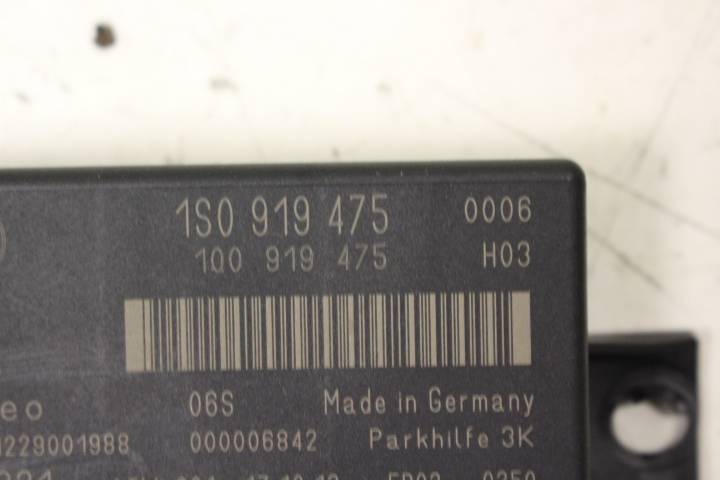 1S0 919 475 0006
1Q0 919 475 H03
eo 06S Made in Germany
229001988 000006842 Parkhilfe 3K